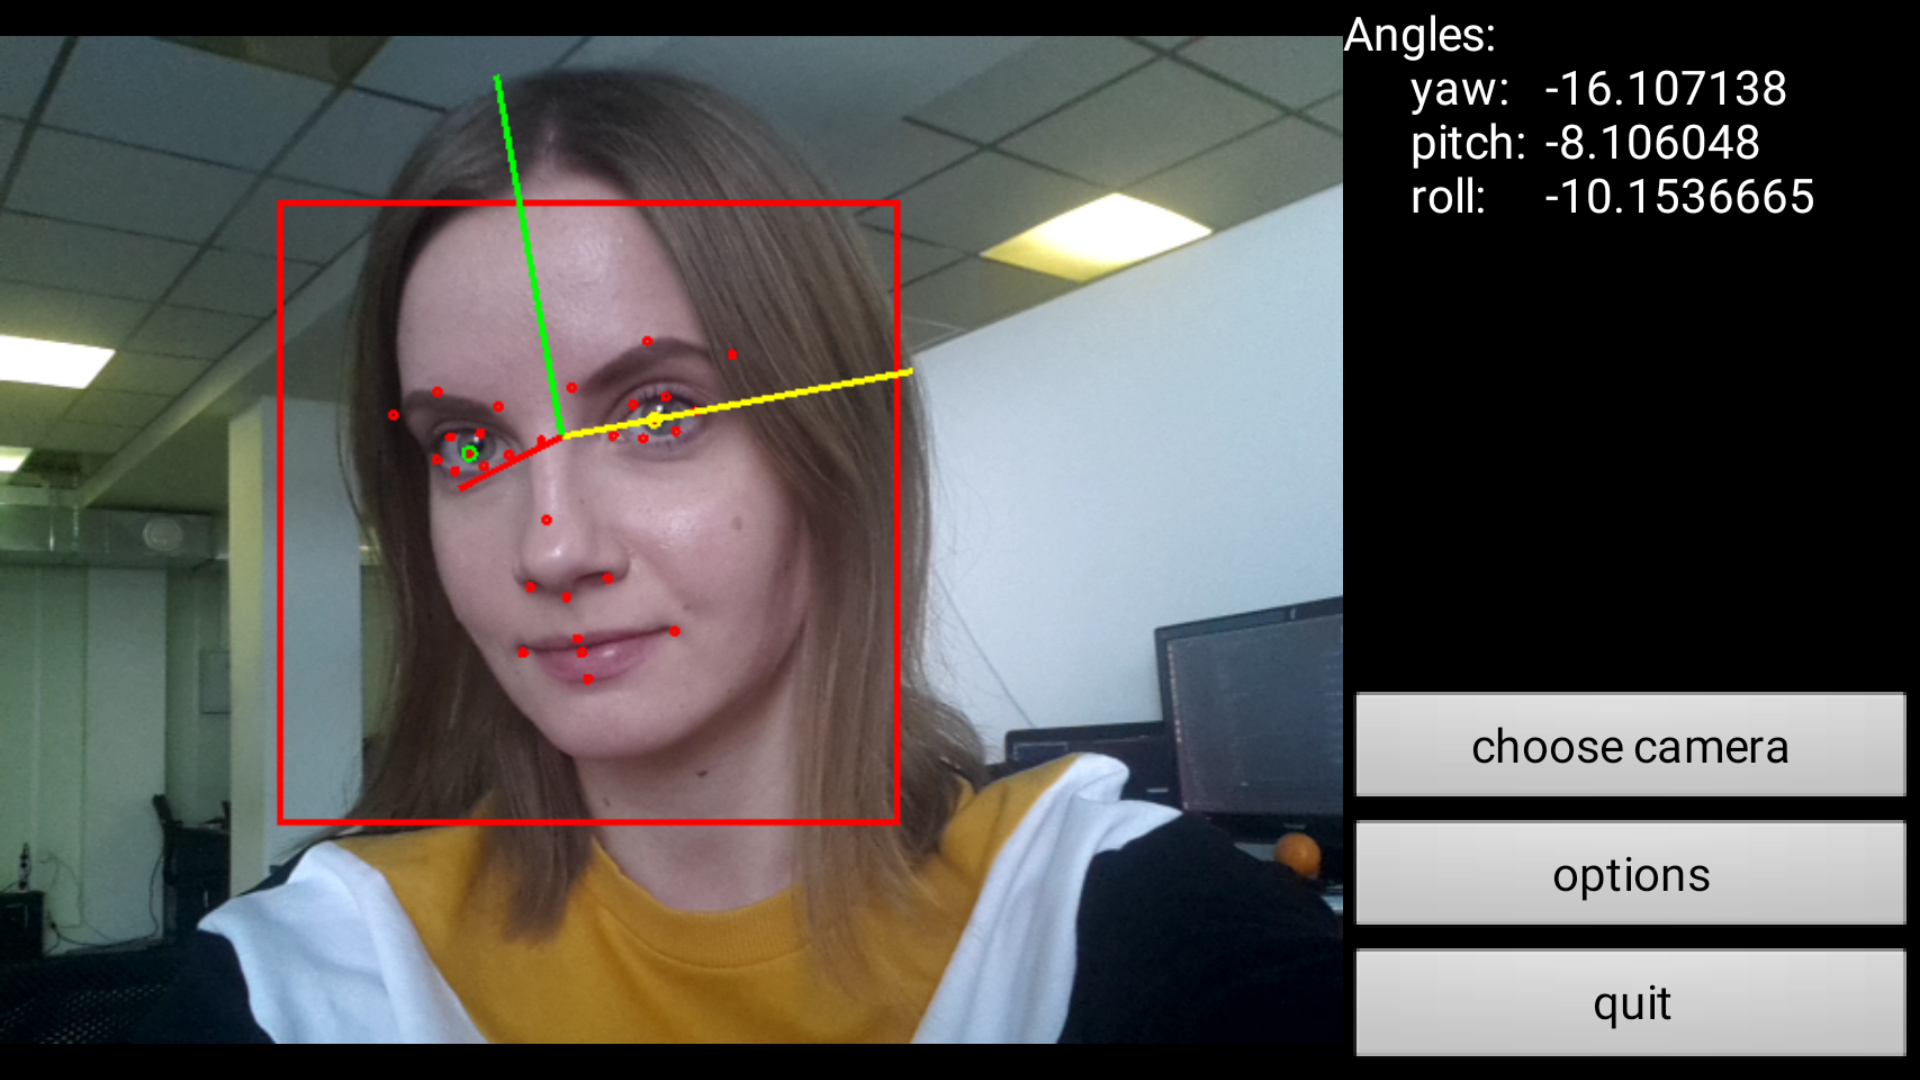 Angles:
yaw: -16.107138
pitch: -8.106048
roll: -10.1536665
choose camera
options
quit